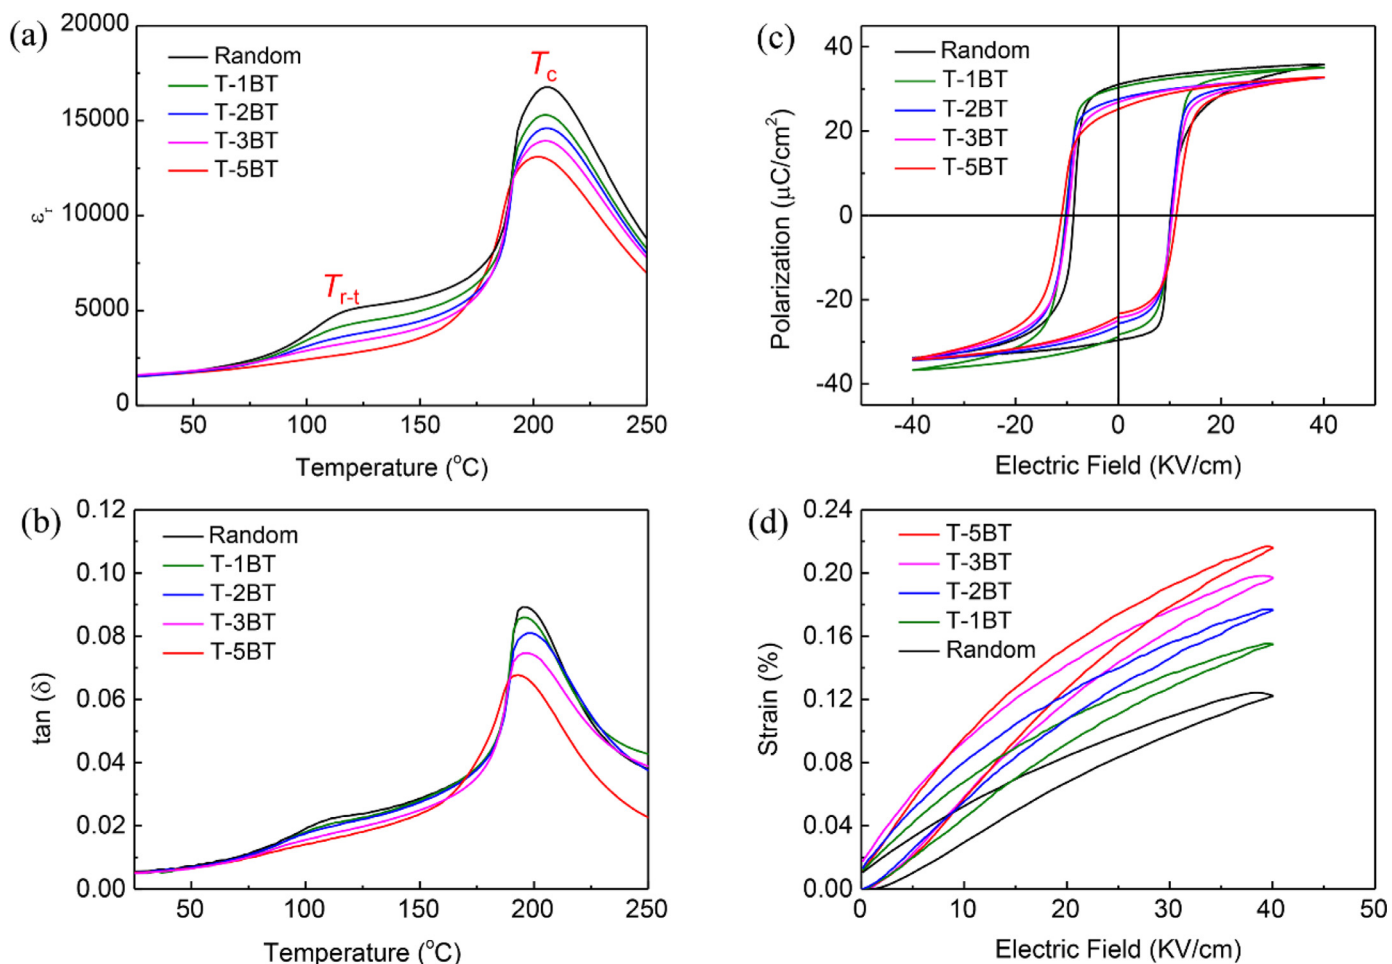 (a)
20000
15000
10000
5000
0
εr
Random
T-1BT
T-2BT
T-3BT
T-5BT
Tr-t
Tc
50
100
150
200
250
Temperature (°C)
(c)
40
20
0
-20
-40
Polarization (μC/cm²)
Random
T-1BT
T-2BT
T-3BT
T-5BT
-40
-20
0
20
40
Electric Field (KV/cm)
(b)
0.12
0.10
0.08
0.06
0.04
0.02
0.00
tan (δ)
Random
T-1BT
T-2BT
T-3BT
T-5BT
50
100
150
200
250
Temperature (°C)
(d)
0.24
0.20
0.16
0.12
0.08
0.04
0.00
Strain (%)
T-5BT
T-3BT
T-2BT
T-1BT
Random
0
10
20
30
40
50
Electric Field (KV/cm)